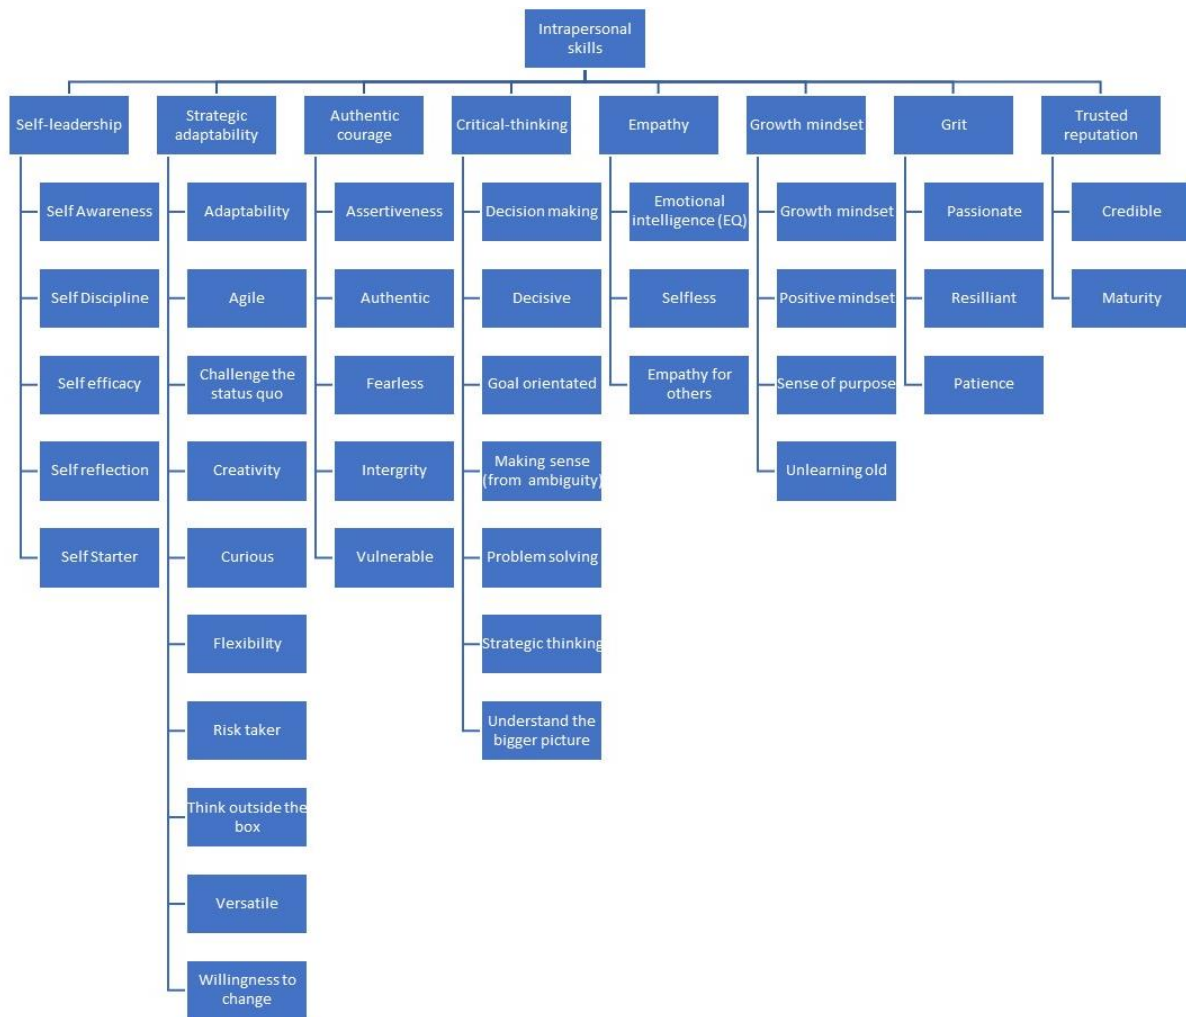 Intrapersonal
skills
Self-leadership
Strategic
adaptability
Authentic
courage
Critical-thinking
Empathy
Growth mindset
Grit
Trusted
reputation
Self Awareness
Self Discipline
Self efficacy
Self reflection
Self Starter
Adaptability
Agile
Challenge the
status quo
Creativity
Curious
Flexibility
Risk taker
Think outside the
box
Versatile
Willingness to
change
Assertiveness
Authentic
Fearless
Intergrity
Vulnerable
Decision making
Decisive
Goal orientated
Making sense
(from ambiguity)
Problem solving
Strategic thinking
Understand the
bigger picture
Emotional
intelligence (EQ)
Selfless
Empathy for
others
Growth mindset
Positive mindset
Sense of purpose
Unlearning old
Passionate
Resilliant
Patience
Credible
Maturity